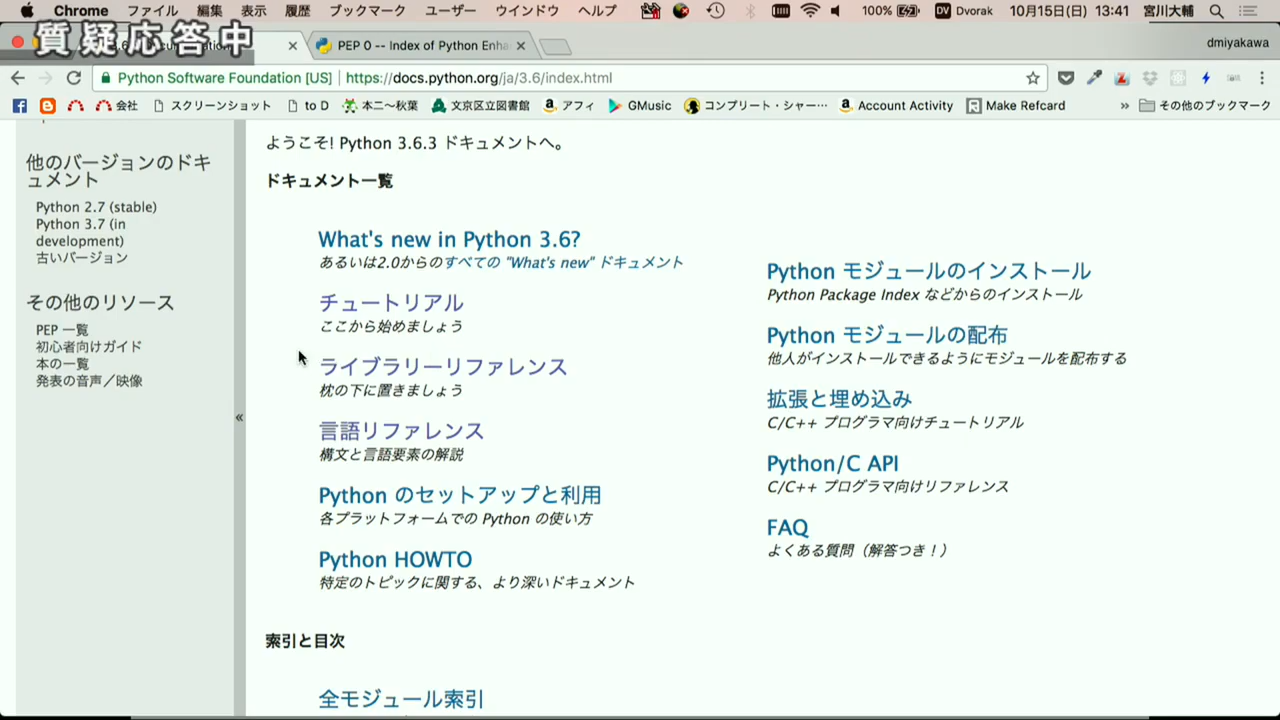 Chrome ファイル 編集 表示 履歴 ブックマーク ユーザー ウインドウ ヘルプ 100% DV Dvorak 10月15日(日) 13:41 宮川大輔
質疑応答中
PEP 0 -- Index of Python Enha
dmiyakawa
Python Software Foundation [US] | https://docs.python.org/ja/3.6/index.html
会社 スクリーンショット to D 本二〜秋葉 文京区立図書館 アフィ GMusic コンプリート・シャー… Account Activity Make Refcard » その他のブックマーク
他のバージョンのドキ
ュメント
Python 2.7 (stable)
Python 3.7 (in
development)
古いバージョン
その他のリソース
PEP 一覧
初心者向けガイド
本の一覧
発表の音声／映像
«
ようこそ! Python 3.6.3 ドキュメントへ。
ドキュメント一覧
What's new in Python 3.6?
あるいは2.0からのすべての "What's new" ドキュメント
チュートリアル
ここから始めましょう
ライブラリーリファレンス
枕の下に置きましょう
言語リファレンス
構文と言語要素の解説
Python のセットアップと利用
各プラットフォームでの Python の使い方
Python HOWTO
特定のトピックに関する、より深いドキュメント
Python モジュールのインストール
Python Package Index などからのインストール
Python モジュールの配布
他人がインストールできるようにモジュールを配布する
拡張と埋め込み
C/C++ プログラマ向けチュートリアル
Python/C API
C/C++ プログラマ向けリファレンス
FAQ
よくある質問（解答つき！）
索引と目次
全モジュール索引